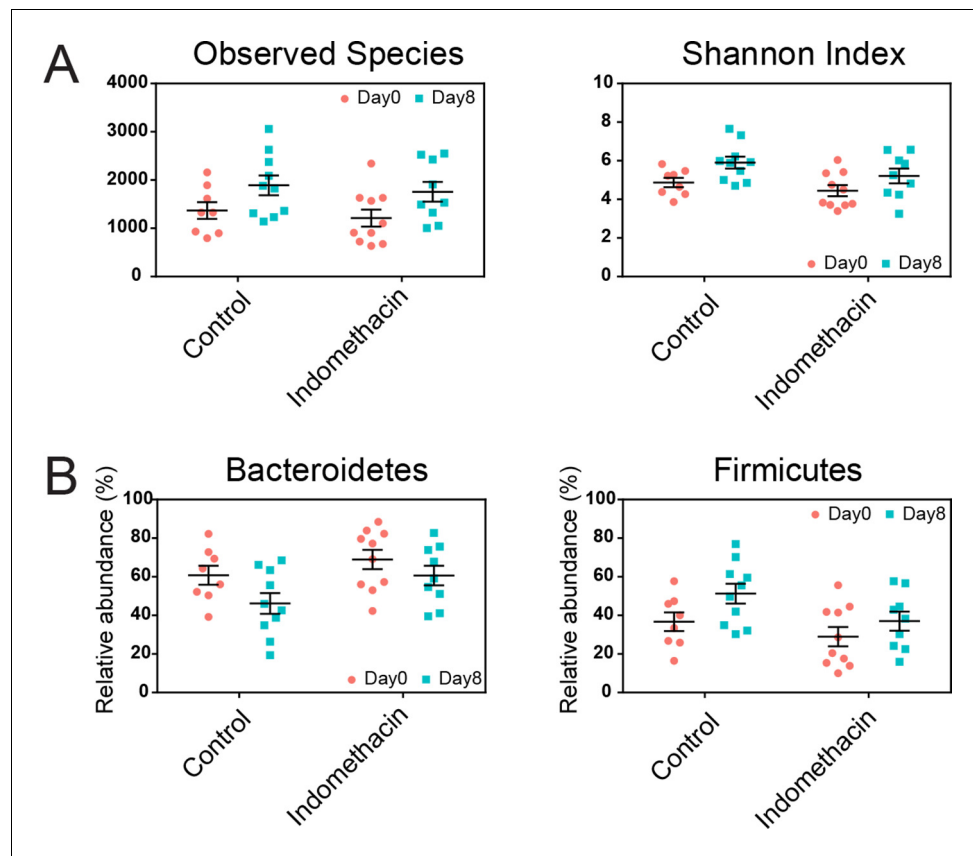 A
Observed Species
4000
3000
2000
1000
0
Day0 Day8
Control
Indomethacin
Shannon Index
10
8
6
4
2
0
Day0 Day8
Control
Indomethacin
B
Bacteroidetes
Relative abundance (%)
100
80
60
40
20
0
Day0 Day8
Control
Indomethacin
Firmicutes
Relative abundance (%)
100
80
60
40
20
0
Day0 Day8
Control
Indomethacin